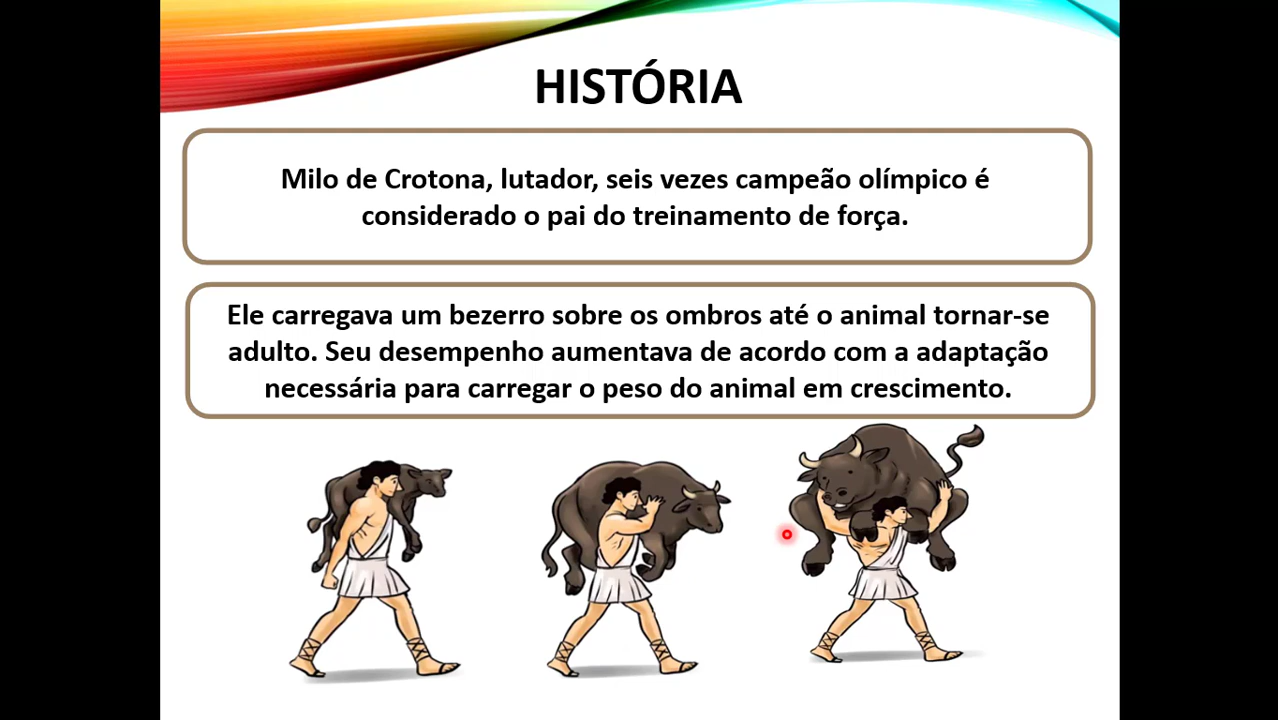 HISTÓRIA
Milo de Crotona, lutador, seis vezes campeão olímpico é
considerado o pai do treinamento de força.
Ele carregava um bezerro sobre os ombros até o animal tornar-se
adulto. Seu desempenho aumentava de acordo com a adaptação
necessária para carregar o peso do animal em crescimento.